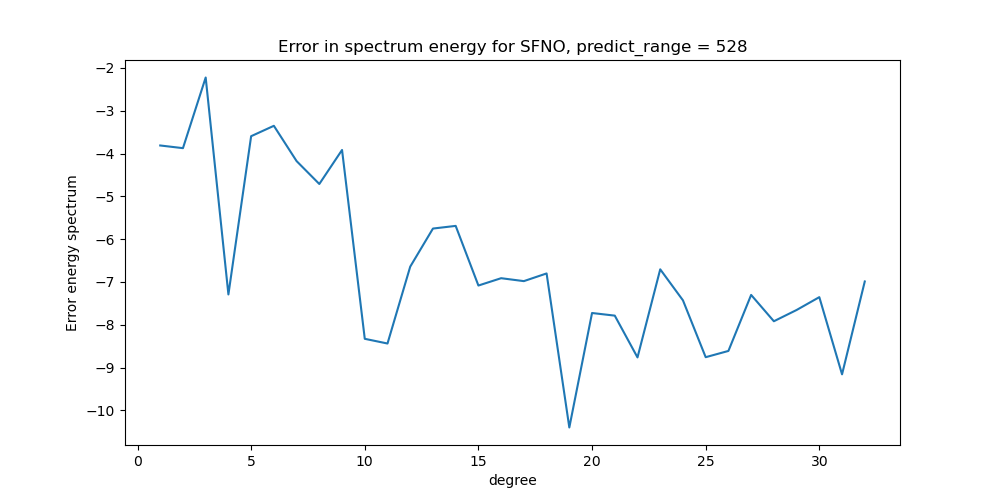 Error in spectrum energy for SFNO, predict_range = 528
Error energy spectrum
−2
−3
−4
−5
−6
−7
−8
−9
−10
0 5 10 15 20 25 30
degree